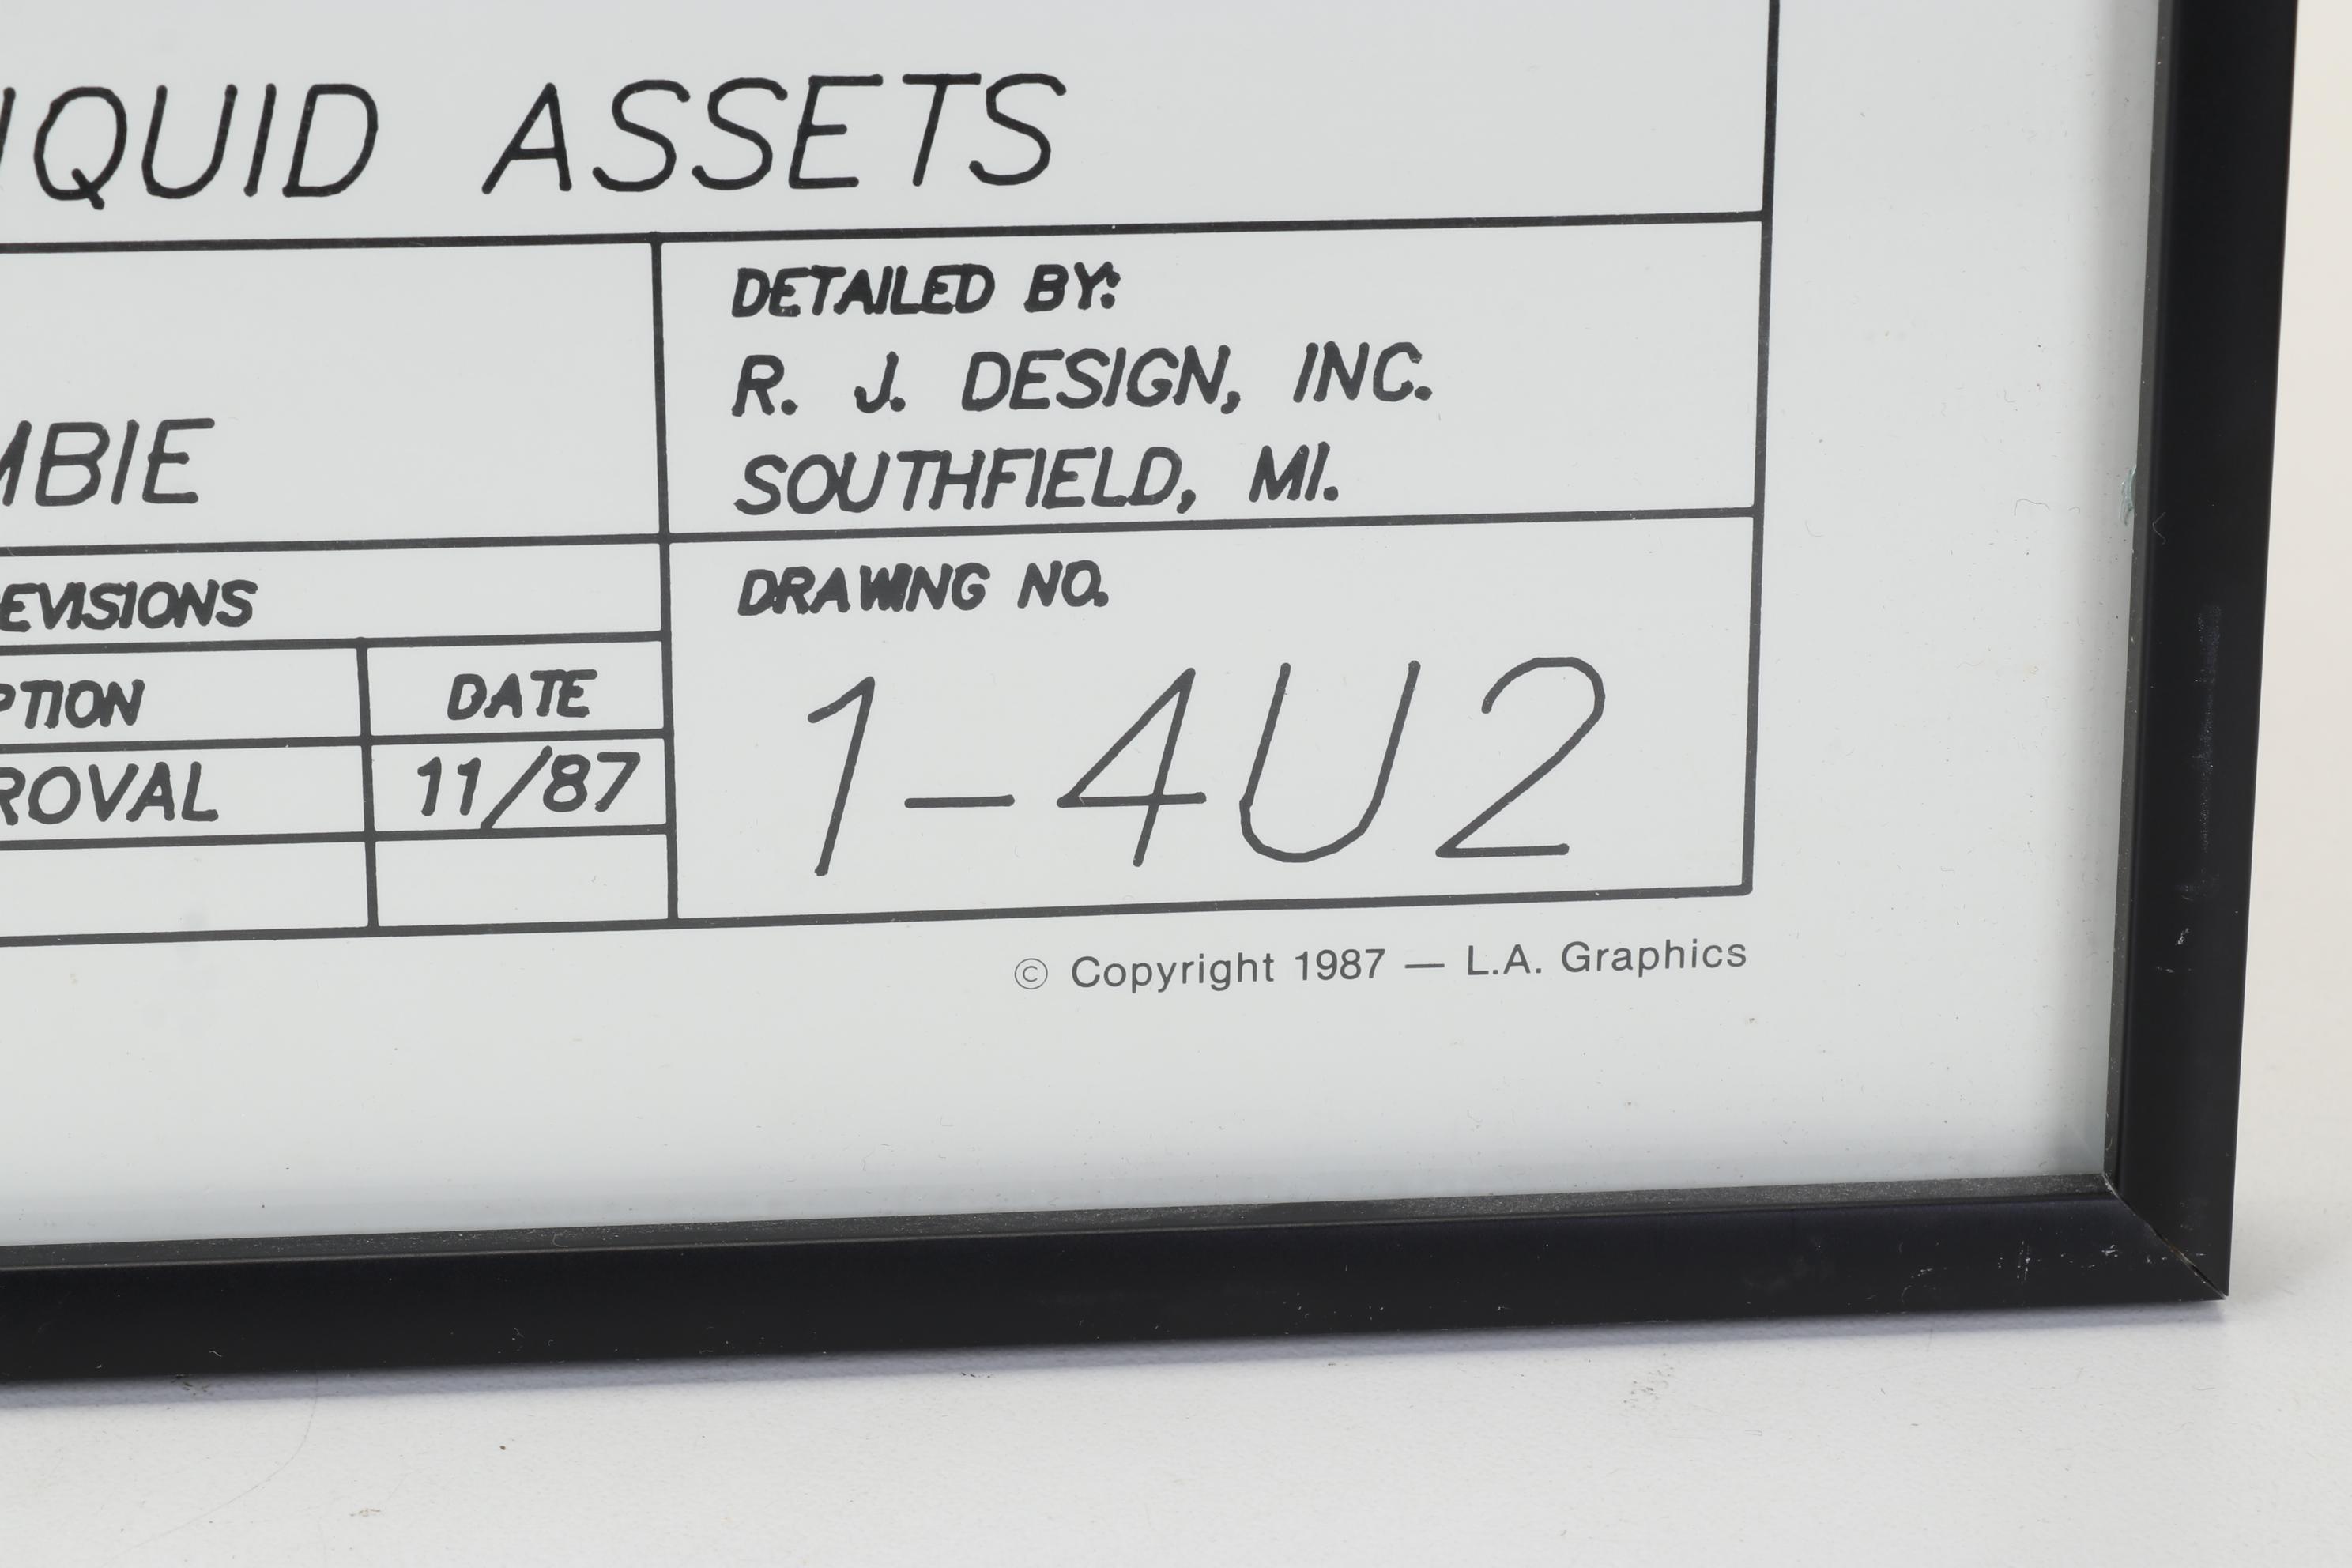 IQUID ASSETS
DETAILED BY:
R. J. DESIGN, INC.
SOUTHFIELD, MI.
MBIE
EVISIONS
PTION
DATE
ROVAL
11/87
DRAWING NO.
1-4U2
© Copyright 1987 — L.A. Graphics